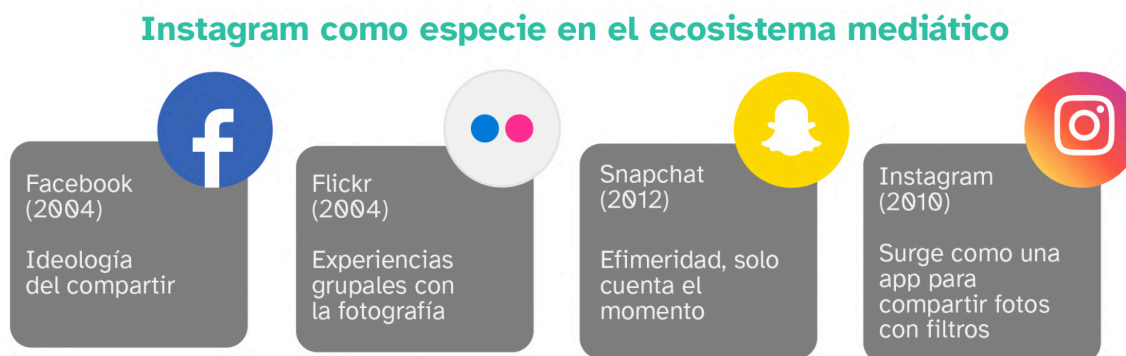 Instagram como especie en el ecosistema mediático
Facebook
(2004)
Ideología
del compartir
Flickr
(2004)
Experiencias
grupales con
la fotografía
Snapchat
(2012)
Efimeridad, solo
cuenta el
momento
Instagram
(2010)
Surge como una
app para
compartir fotos
con filtros